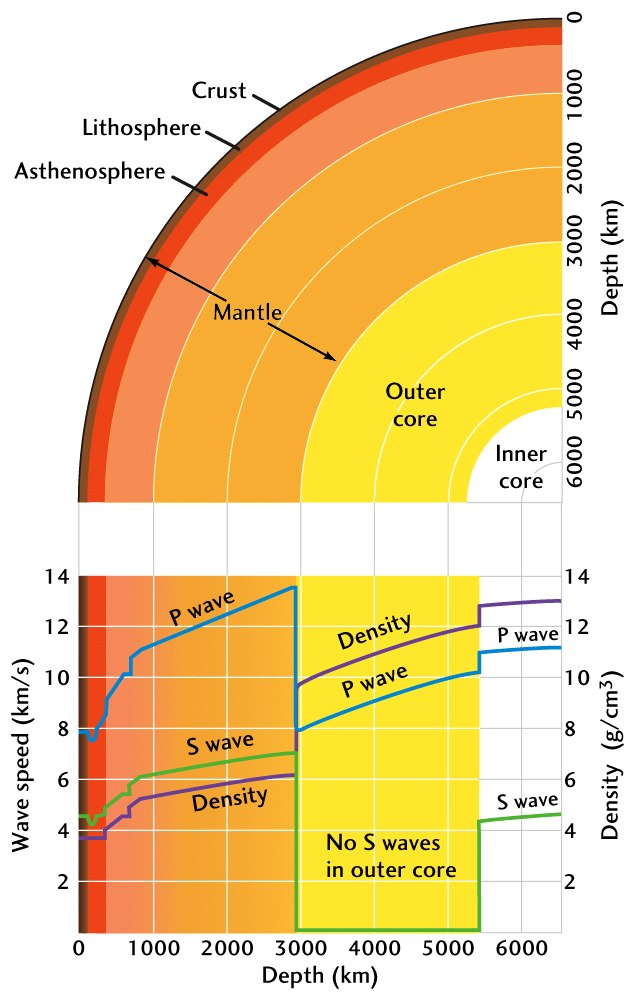 0
Crust
1000
Lithosphere
Asthenosphere
2000
3000
Depth (km)
Mantle
4000
Outer
core
5000
Inner
core
6000
14
14
P wave
12
Density
12
P wave
10
P wave
10
8
8
S wave
6
Density
6
S wave
4
No S waves
in outer core
4
2
2
Wave speed (km/s)
Density (g/cm³)
0 1000 2000 3000 4000 5000 6000
Depth (km)